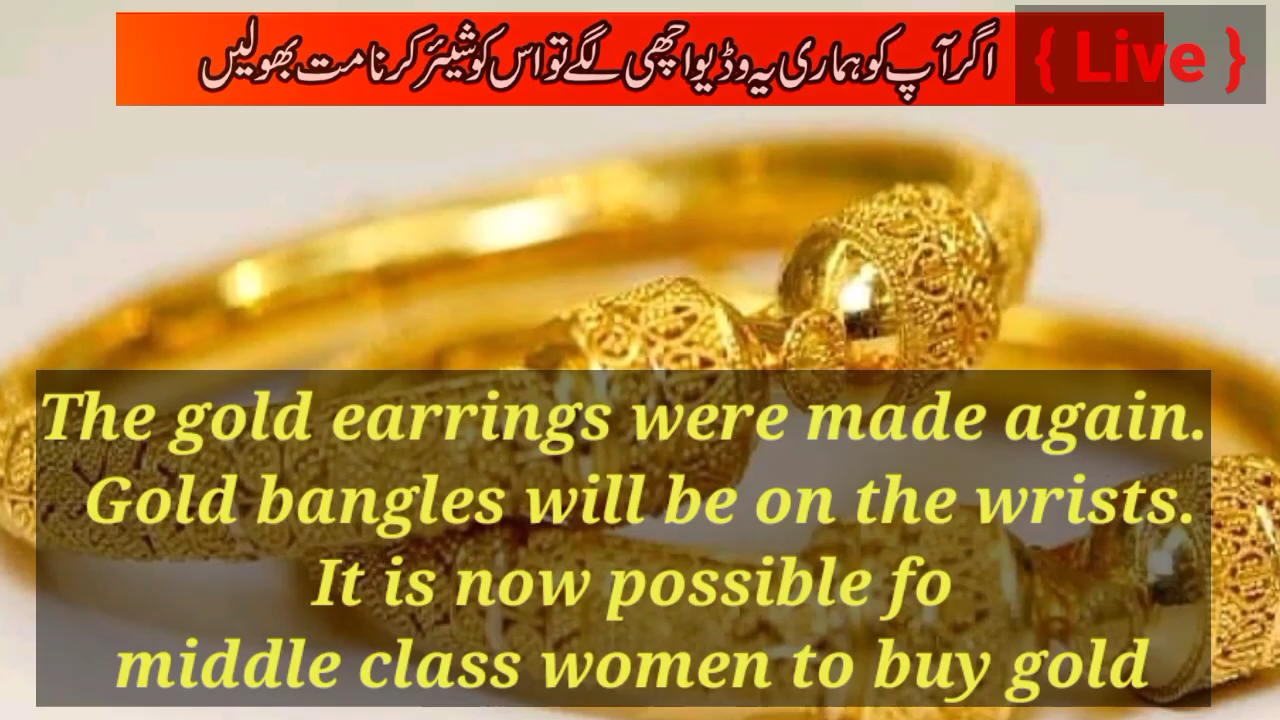 اگر آپ کو ہماری یہ وڈیو اچھی لگے تو اس کو شیئر کرنا مت بھولیں
{ Live }
The gold earrings were made again.
Gold bangles will be on the wrists.
It is now possible fo
middle class women to buy gold